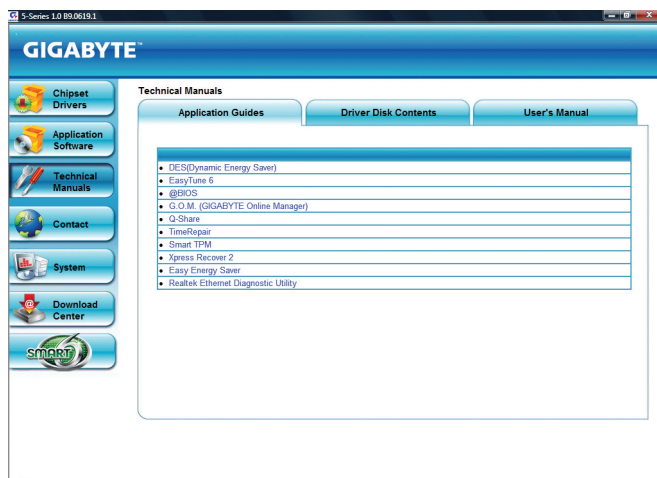 5-Series 1.0 B9.0619.1
GIGABYTE™
Chipset
Drivers
Application
Software
Technical
Manuals
Contact
System
Download
Center
SMART6
Technical Manuals
Application Guides
Driver Disk Contents
User's Manual
• DES(Dynamic Energy Saver)
• EasyTune 6
• @BIOS
• G.O.M. (GIGABYTE Online Manager)
• Q-Share
• TimeRepair
• Smart TPM
• Xpress Recover 2
• Easy Energy Saver
• Realtek Ethernet Diagnostic Utility